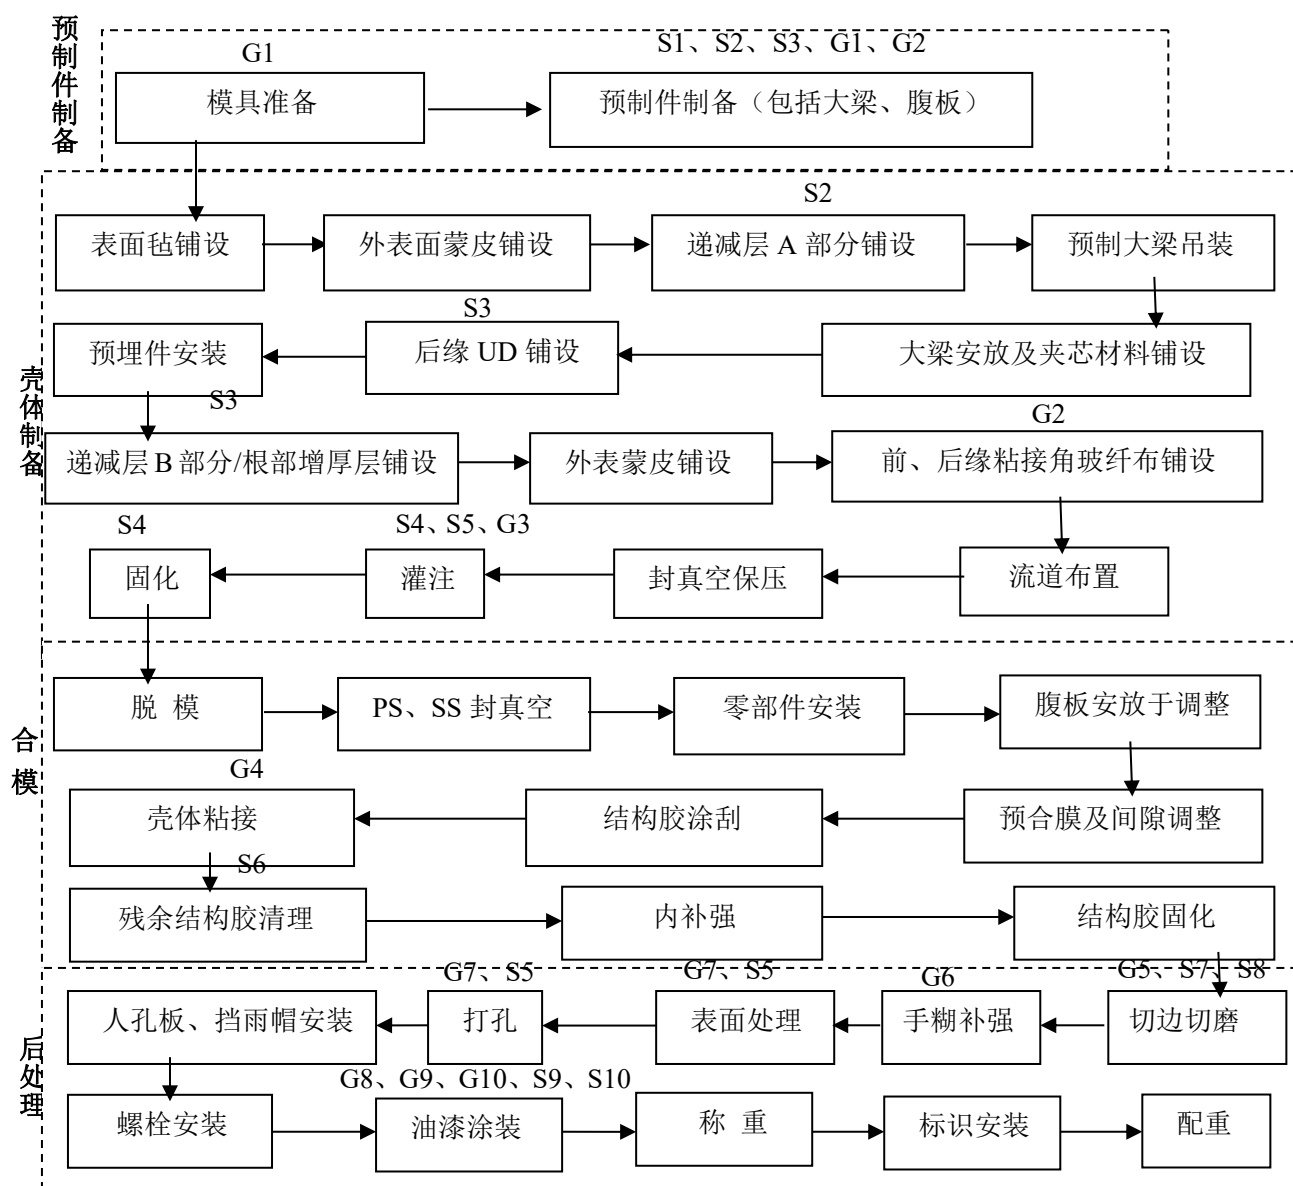 预制件制备
G1
S1、S2、S3、G1、G2
模具准备
预制件制备（包括大梁、腹板）
壳体制备
S2
表面毡铺设
外表面蒙皮铺设
递减层 A 部分铺设
预制大梁吊装
S3
预埋件安装
后缘 UD 铺设
大梁安放及夹芯材料铺设
S3
G2
递减层 B 部分/根部增厚层铺设
外表蒙皮铺设
前、后缘粘接角玻纤布铺设
S4
S4、S5、G3
固化
灌注
封真空保压
流道布置
合模
脱 模
PS、SS 封真空
零部件安装
腹板安放于调整
G4
壳体粘接
结构胶涂刮
预合膜及间隙调整
S6
残余结构胶清理
内补强
结构胶固化
后处理
G7、S5
G7、S5
G6
G5、S7、S8
人孔板、挡雨帽安装
打孔
表面处理
手糊补强
切边切磨
G8、G9、G10、S9、S10
螺栓安装
油漆涂装
称 重
标识安装
配重